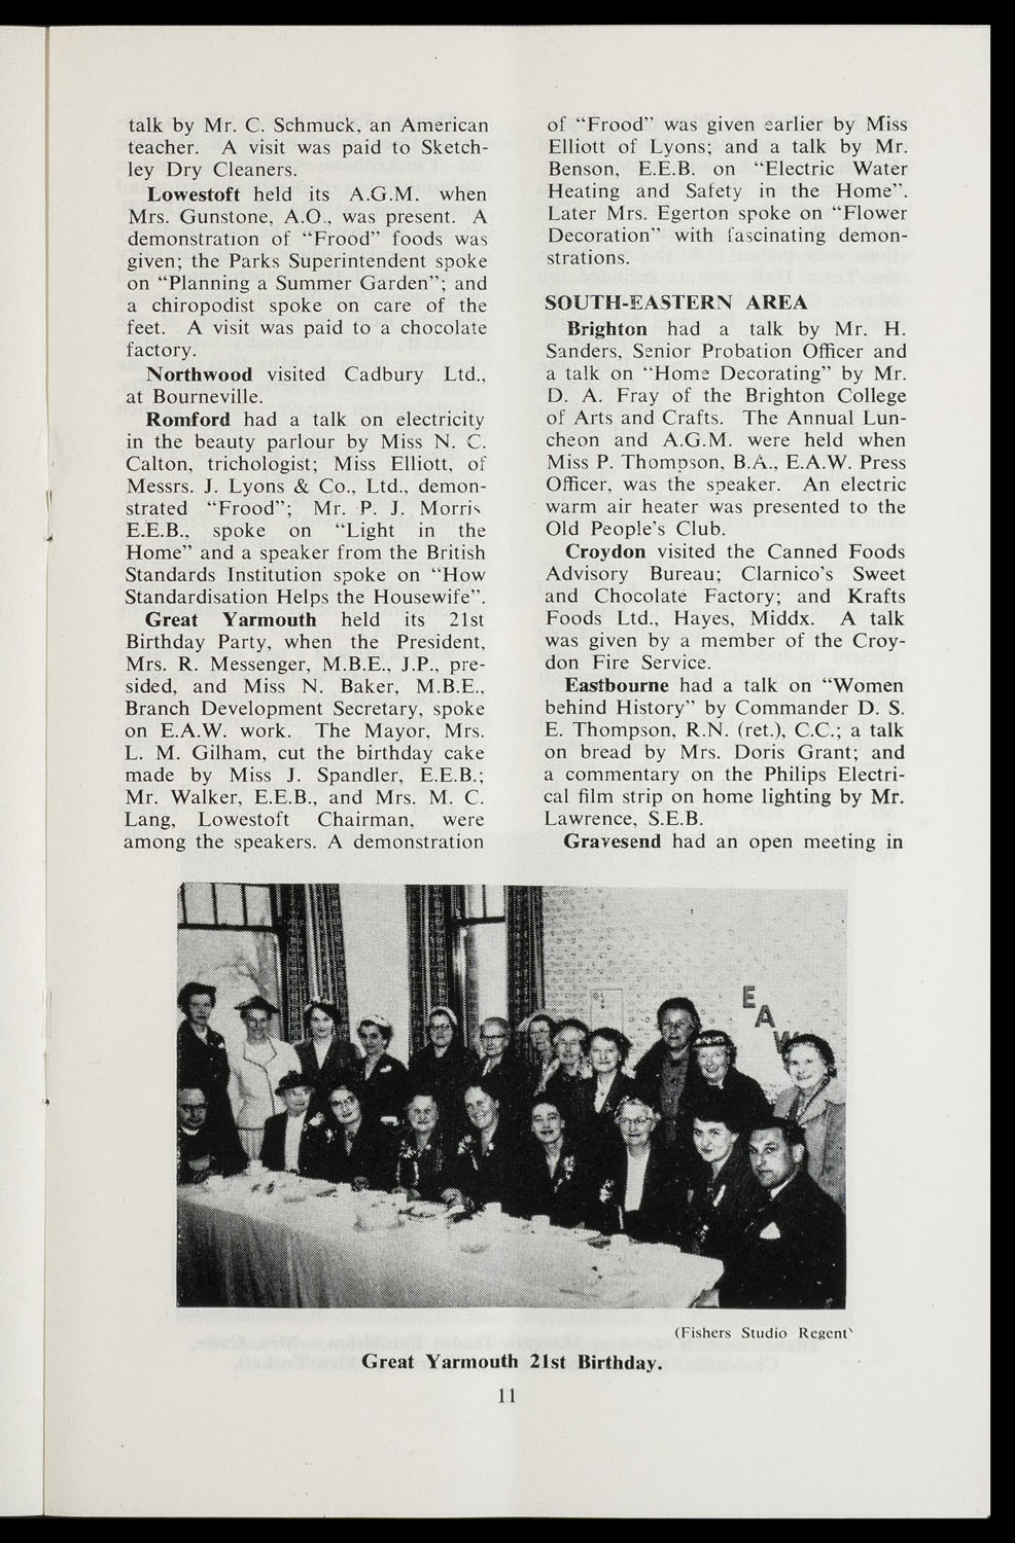 talk by Mr. C. Schmuck, an American
teacher. A visit was paid to Sketch-
ley Dry Cleaners.
Lowestoft held its A.G.M. when
Mrs. Gunstone, A.O., was present. A
demonstration of “Frood” foods was
given; the Parks Superintendent spoke
on “Planning a Summer Garden”; and
a chiropodist spoke on care of the
feet. A visit was paid to a chocolate
factory.
Northwood visited Cadbury Ltd.,
at Bourneville.
Romford had a talk on electricity
in the beauty parlour by Miss N. C.
Calton, trichologist; Miss Elliott, of
Messrs. J. Lyons & Co., Ltd., demon-
strated “Frood”; Mr. P. J. Morris
E.E.B., spoke on “Light in the
Home” and a speaker from the British
Standards Institution spoke on “How
Standardisation Helps the Housewife”.
Great Yarmouth held its 21st
Birthday Party, when the President,
Mrs. R. Messenger, M.B.E., J.P., pre-
sided, and Miss N. Baker, M.B.E.,
Branch Development Secretary, spoke
on E.A.W. work. The Mayor, Mrs.
L. M. Gilham, cut the birthday cake
made by Miss J. Spandler, E.E.B.;
Mr. Walker, E.E.B., and Mrs. M. C.
Lang, Lowestoft Chairman, were
among the speakers. A demonstration
of “Frood” was given earlier by Miss
Elliott of Lyons; and a talk by Mr.
Benson, E.E.B. on “Electric Water
Heating and Safety in the Home”.
Later Mrs. Egerton spoke on “Flower
Decoration” with fascinating demon-
strations.
SOUTH-EASTERN AREA
Brighton had a talk by Mr. H.
Sanders, Senior Probation Officer and
a talk on “Home Decorating” by Mr.
D. A. Fray of the Brighton College
of Arts and Crafts. The Annual Lun-
cheon and A.G.M. were held when
Miss P. Thompson, B.A., E.A.W. Press
Officer, was the speaker. An electric
warm air heater was presented to the
Old People's Club.
Croydon visited the Canned Foods
Advisory Bureau; Clarnico's Sweet
and Chocolate Factory; and Krafts
Foods Ltd., Hayes, Middx. A talk
was given by a member of the Croy-
don Fire Service.
Eastbourne had a talk on “Women
behind History” by Commander D. S.
E. Thompson, R.N. (ret.), C.C.; a talk
on bread by Mrs. Doris Grant; and
a commentary on the Philips Electri-
cal film strip on home lighting by Mr.
Lawrence, S.E.B.
Gravesend had an open meeting in
E
A
W
(Fishers Studio Regent)
Great Yarmouth 21st Birthday.
11